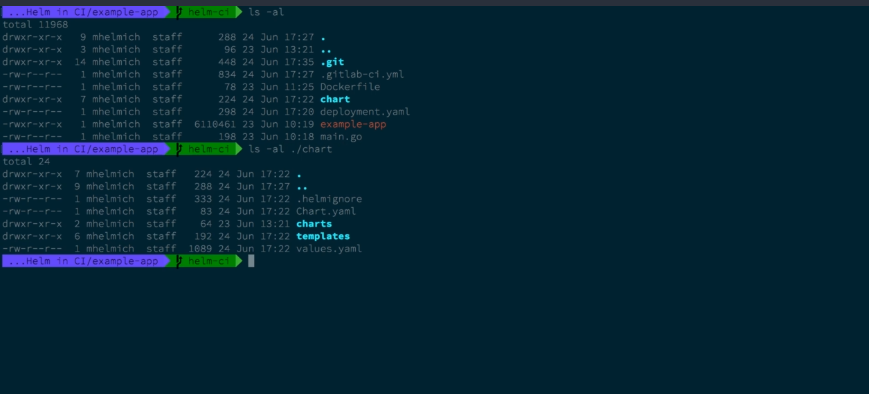 ...Helm in CI/example-app helm-ci ls -al
total 11968
drwxr-xr-x 9 mhelmich staff 288 24 Jun 17:27 .
drwxr-xr-x 3 mhelmich staff 96 23 Jun 13:21 ..
drwxr-xr-x 14 mhelmich staff 448 24 Jun 17:35 .git
-rw-r--r-- 1 mhelmich staff 834 24 Jun 17:27 .gitlab-ci.yml
-rw-r--r-- 1 mhelmich staff 78 23 Jun 11:25 Dockerfile
drwxr-xr-x 7 mhelmich staff 224 24 Jun 17:22 chart
-rw-r--r-- 1 mhelmich staff 298 24 Jun 17:20 deployment.yaml
-rwxr-xr-x 1 mhelmich staff 6110461 23 Jun 10:19 example-app
-rw-r--r-- 1 mhelmich staff 198 23 Jun 10:18 main.go
...Helm in CI/example-app helm-ci ls -al ./chart
total 24
drwxr-xr-x 7 mhelmich staff 224 24 Jun 17:22 .
drwxr-xr-x 9 mhelmich staff 288 24 Jun 17:27 ..
-rw-r--r-- 1 mhelmich staff 333 24 Jun 17:22 .helmignore
-rw-r--r-- 1 mhelmich staff 83 24 Jun 17:22 Chart.yaml
drwxr-xr-x 2 mhelmich staff 64 23 Jun 13:21 charts
drwxr-xr-x 6 mhelmich staff 192 24 Jun 17:22 templates
-rw-r--r-- 1 mhelmich staff 1089 24 Jun 17:22 values.yaml
...Helm in CI/example-app helm-ci